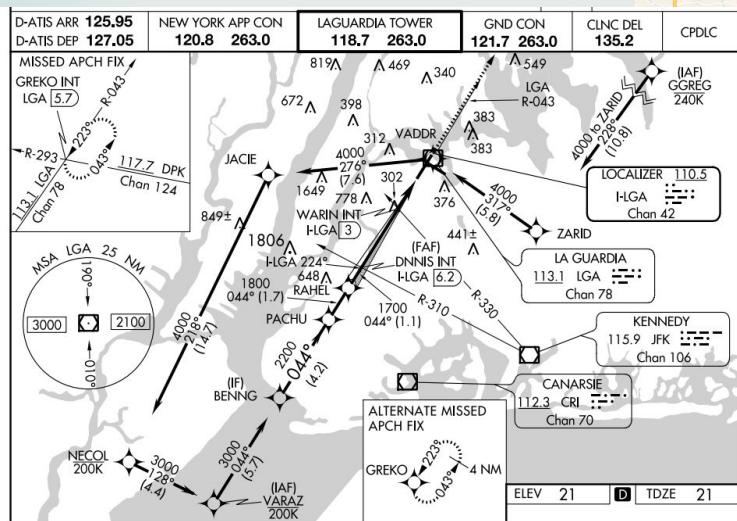 D-ATIS ARR 125.95
D-ATIS DEP 127.05
NEW YORK APP CON
120.8 263.0
LAGUARDIA TOWER
118.7 263.0
GND CON
121.7 263.0
CLNC DEL
135.2
CPDLC
MISSED APCH FIX
GREKO INT
LGA 5.7
R-043
223°
043°
R-293
113.1 LGA
Chan 78
117.7 DPK
Chan 124
819
469
340
549
672
398
LGA
R-043
383
383
312
VADDR
(IAF)
GGREG
240K
4000 to ZARID
228°
(10.8)
JACIE
4000
276°
(7.6)
1649
302
778
376
4000
317°
(5.8)
ZARID
LOCALIZER 110.5
I-LGA
Chan 42
WARIN INT
I-LGA 3
849±
1806
I-LGA 224°
648
(FAF)
DNNIS INT
I-LGA 6.2
441±
LA GUARDIA
113.1 LGA
Chan 78
MSA LGA 25 NM
190°
3000
2100
010°
4000
218°
(14.7)
1800
044° (1.7)
RAHEL
PACHU
1700
044° (1.1)
R-310
R-330
KENNEDY
115.9 JFK
Chan 106
2200
044°
(4.2)
(IF)
BENNG
CANARSIE
112.3 CRI
Chan 70
NECOL
200K
3000
128°
(4.4)
3000
044°
(5.7)
(IAF)
VARAZ
200K
ALTERNATE MISSED
APCH FIX
GREKO
223°
043°
4 NM
ELEV 21
D
TDZE 21